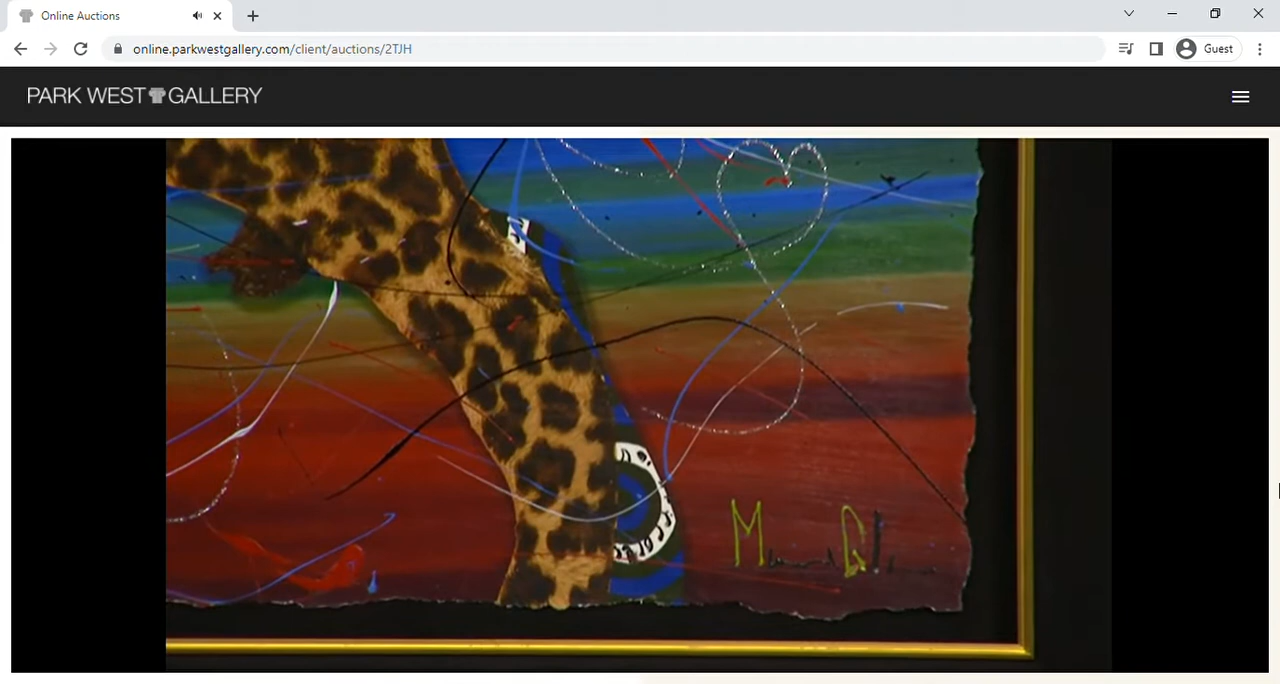 Online Auctions
online.parkwestgallery.com/client/auctions/2TJH
Guest
PARK WEST GALLERY